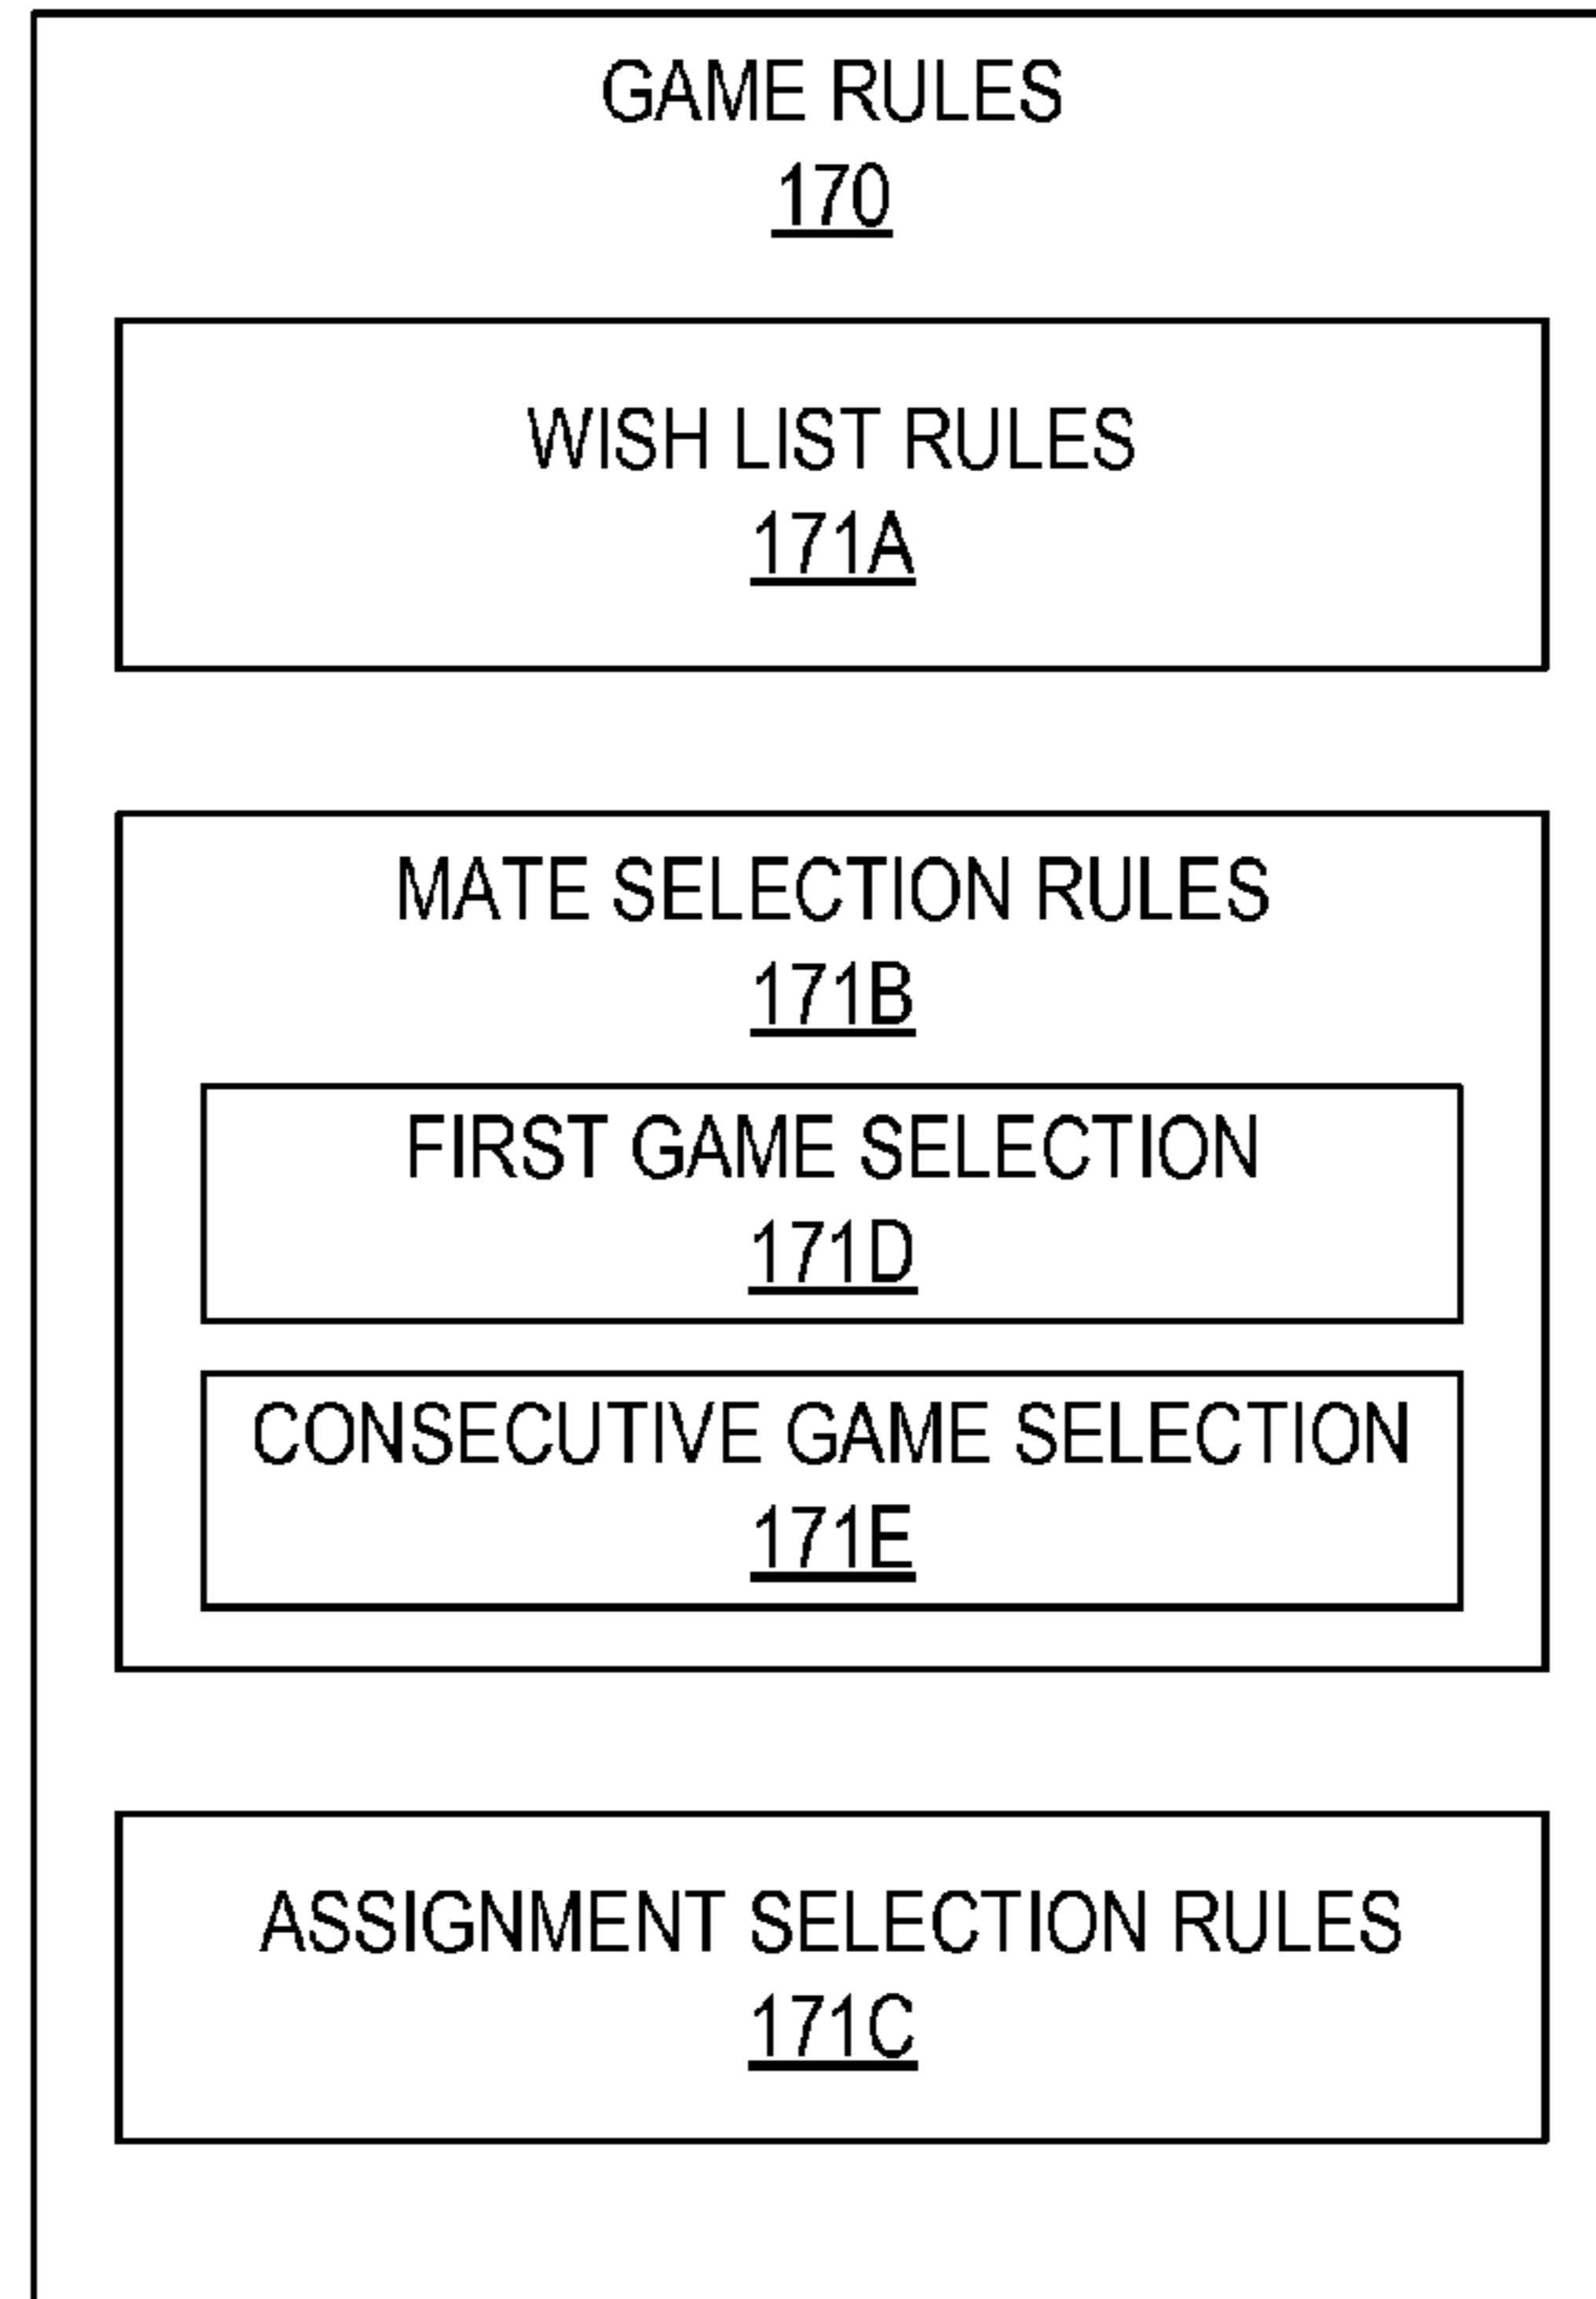 GAME RULES
170
WISH LIST RULES
171A
MATE SELECTION RULES
171B
FIRST GAME SELECTION
171D
CONSECUTIVE GAME SELECTION
171E
ASSIGNMENT SELECTION RULES
171C